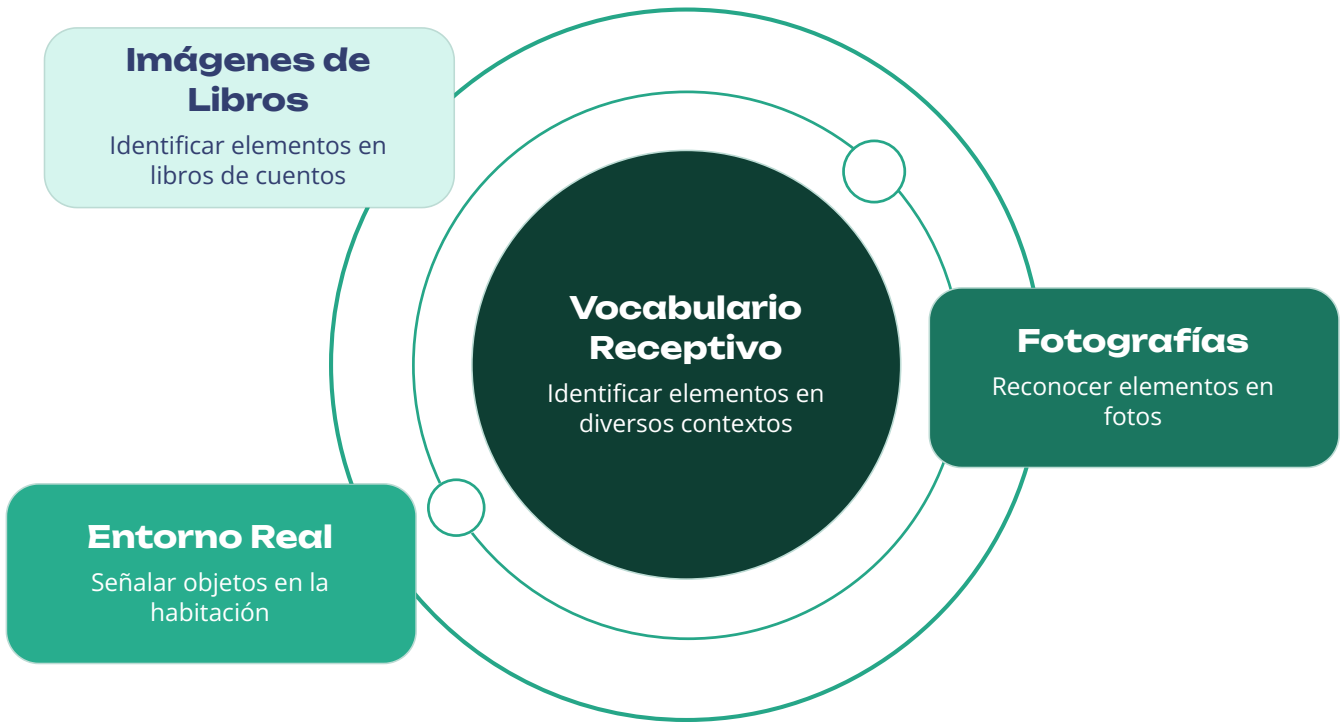 Imágenes de
Libros
Identificar elementos en
libros de cuentos
Vocabulario
Receptivo
Identificar elementos en
diversos contextos
Fotografías
Reconocer elementos en
fotos
Entorno Real
Señalar objetos en la
habitación